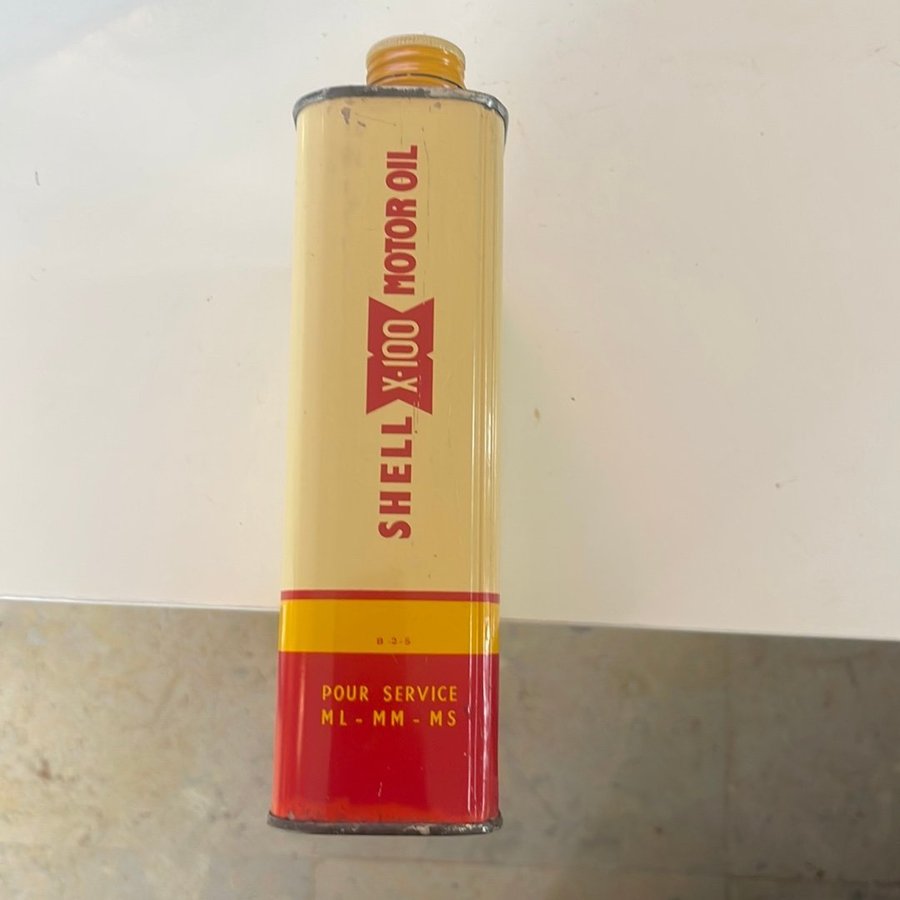 SHELL X-100 MOTOR OIL
B-2-5
POUR SERVICE
ML - MM - MS